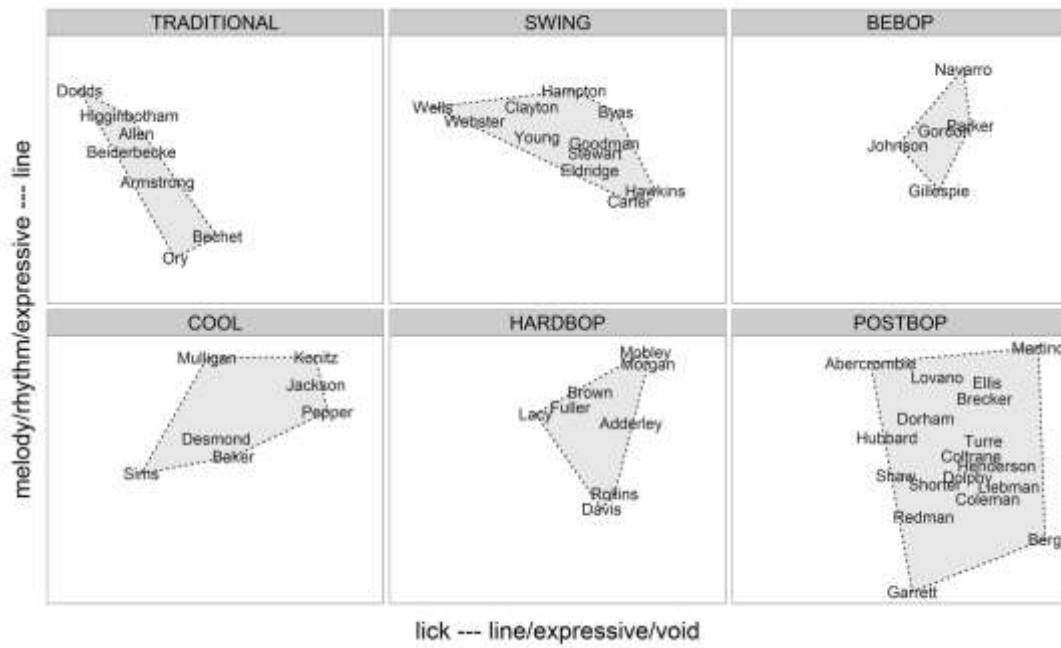 TRADITIONAL
Dodds
Higginbotham
Allen
Beiderbecke
Armstrong
Bechet
Ory
SWING
Hampton
Wells
Clayton
Byas
Webster
Young
Goodman
Stewart
Eldridge
Hawkins
Carter
BEBOP
Navarro
Parker
Gordon
Johnson
Gillespie
COOL
Mulligan
Konitz
Jackson
Pepper
Desmond
Baker
Sims
HARDBOP
Mobley
Morgan
Brown
Fuller
Lacy
Adderley
Rollins
Davis
POSTBOP
Martino
Abercrombie
Lovano
Ellis
Brecker
Dorham
Hubbard
Turre
Coltrane
Henderson
Shaw
Dolphy
Shorter
Liebman
Coleman
Redman
Berg
Garrett
melody/rhythm/expressive --- line
lick --- line/expressive/void